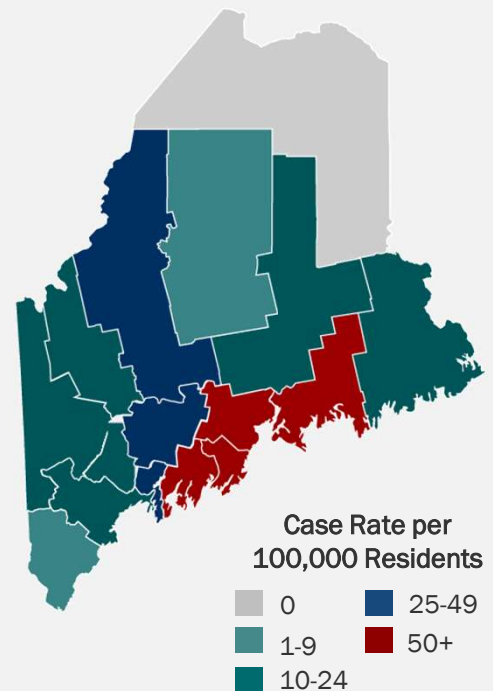 Case Rate per
100,000 Residents
0
25-49
1-9
50+
10-24